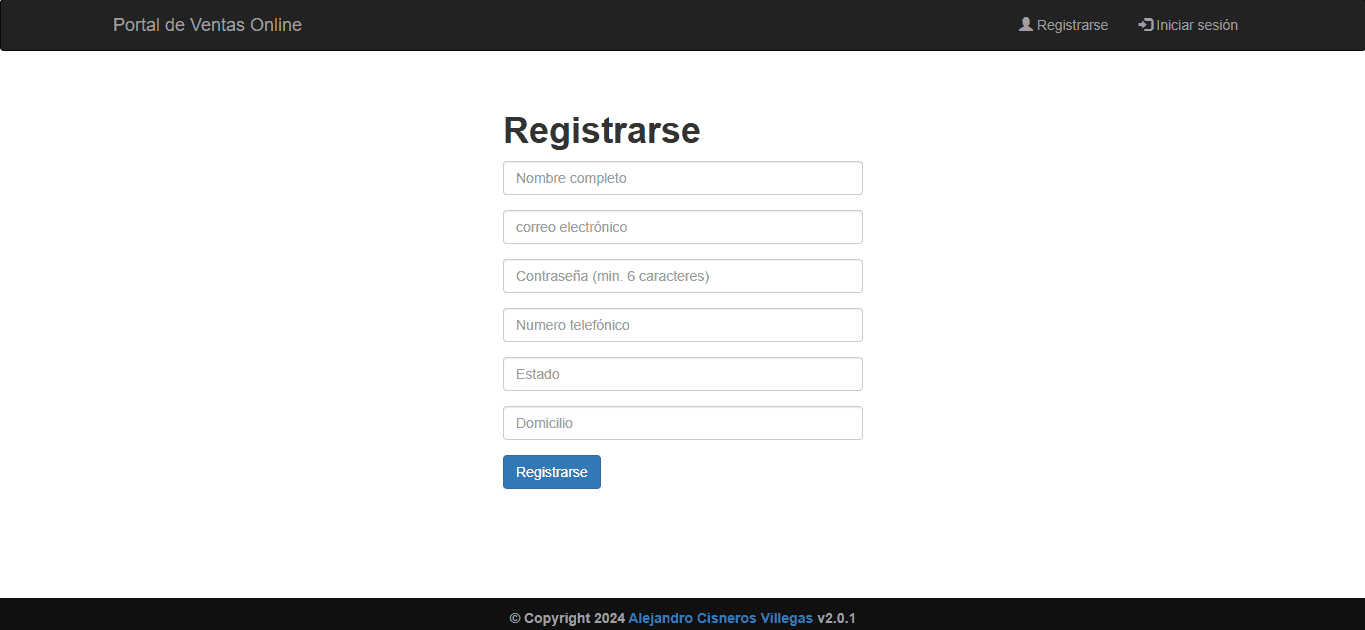 Portal de Ventas Online
Registrarse
Iniciar sesión
Registrarse
Nombre completo
correo electrónico
Contraseña (min. 6 caracteres)
Numero telefónico
Estado
Domicilio
Registrarse
© Copyright 2024 Alejandro Cisneros Villegas v2.0.1